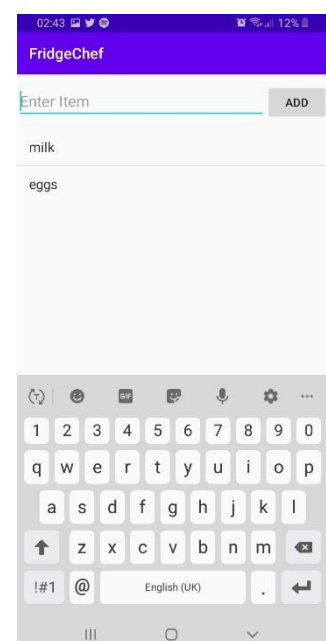 02:43 12%
FridgeChef
Enter Item ADD
milk
eggs
GIF
1 2 3 4 5 6 7 8 9 0
q w e r t y u i o p
a s d f g h j k l
z x c v b n m
!#1 @ English (UK) .